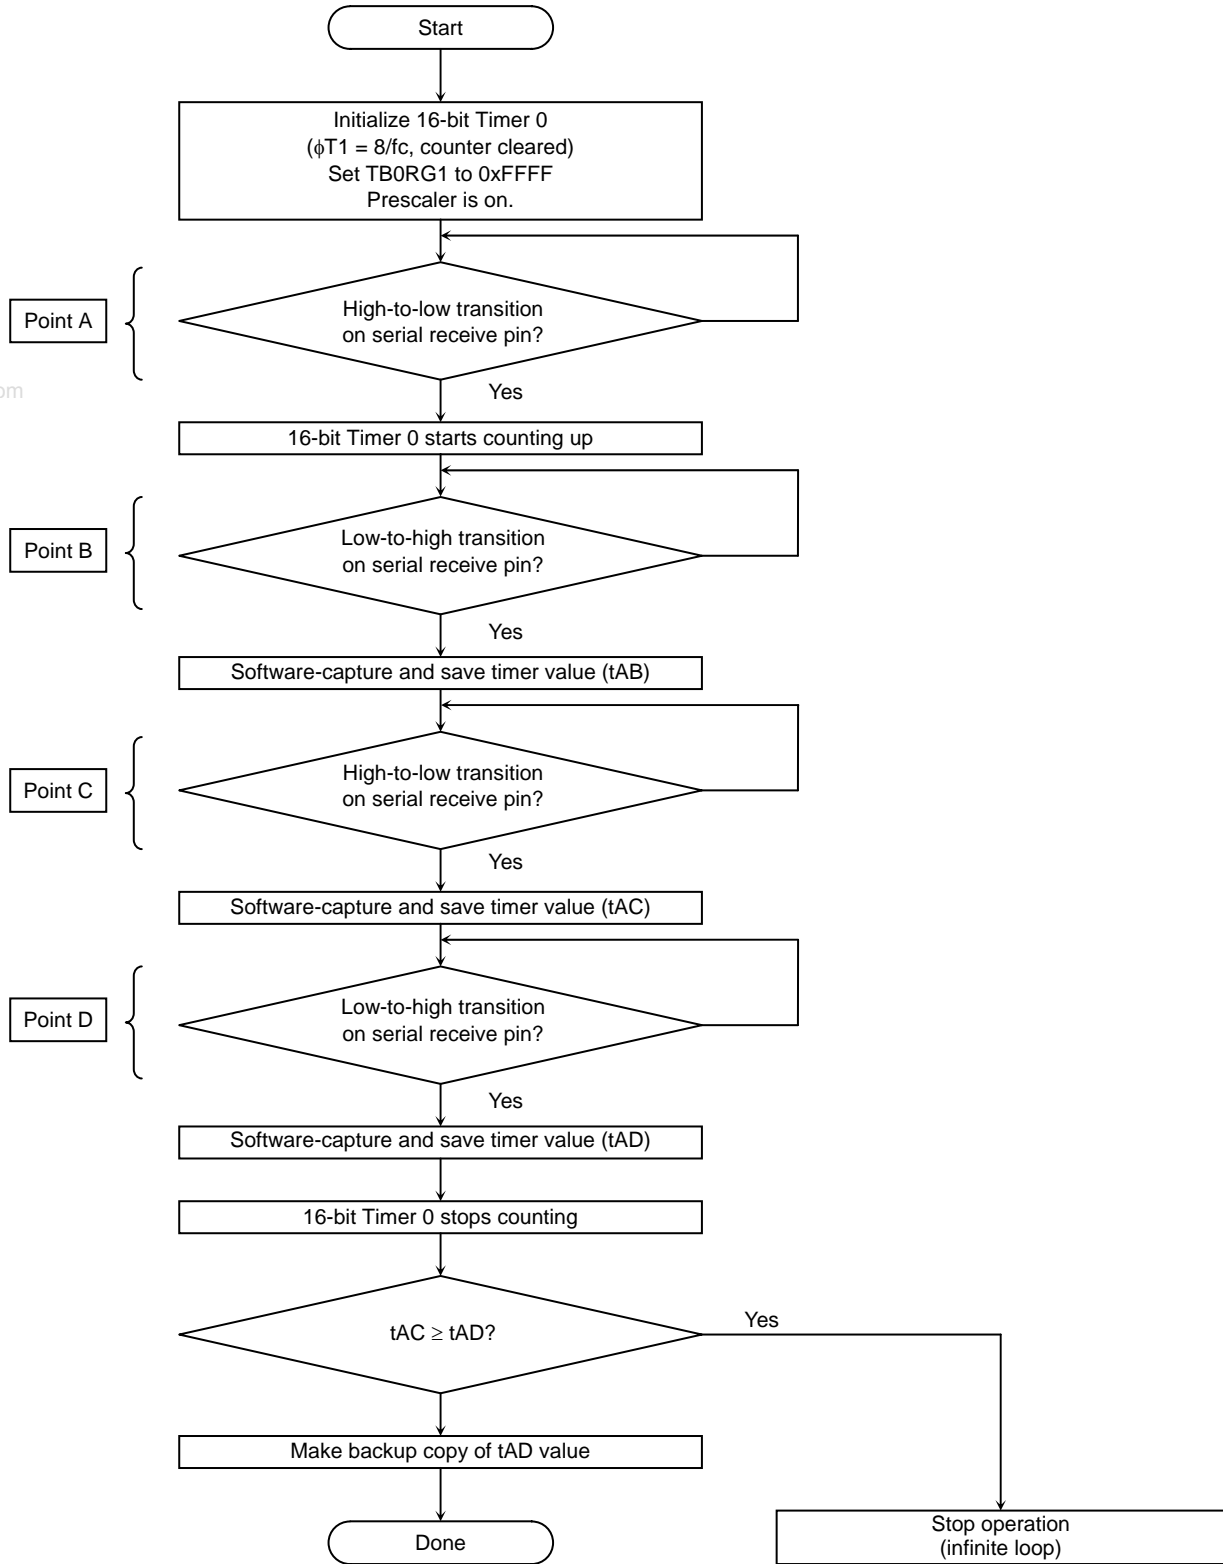 Start
Initialize 16-bit Timer 0
(ϕT1 = 8/fc, counter cleared)
Set TB0RG1 to 0xFFFF
Prescaler is on.
Point A
High-to-low transition
on serial receive pin?
om
Yes
16-bit Timer 0 starts counting up
Point B
Low-to-high transition
on serial receive pin?
Yes
Software-capture and save timer value (tAB)
Point C
High-to-low transition
on serial receive pin?
Yes
Software-capture and save timer value (tAC)
Point D
Low-to-high transition
on serial receive pin?
Yes
Software-capture and save timer value (tAD)
16-bit Timer 0 stops counting
tAC ≥ tAD?
Yes
Make backup copy of tAD value
Done
Stop operation
(infinite loop)